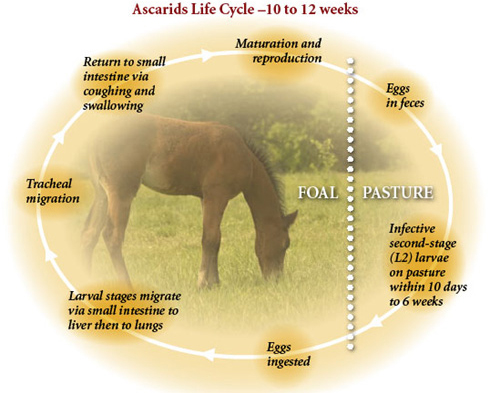 Ascarids Life Cycle –10 to 12 weeks
Maturation and
reproduction
Eggs
in feces
Infective
second-stage
(L2) larvae
on pasture
within 10 days
to 6 weeks
Eggs
ingested
Larval stages migrate
via small intestine to
liver then to lungs
Tracheal
migration
Return to small
intestine via
coughing and
swallowing
FOAL
PASTURE